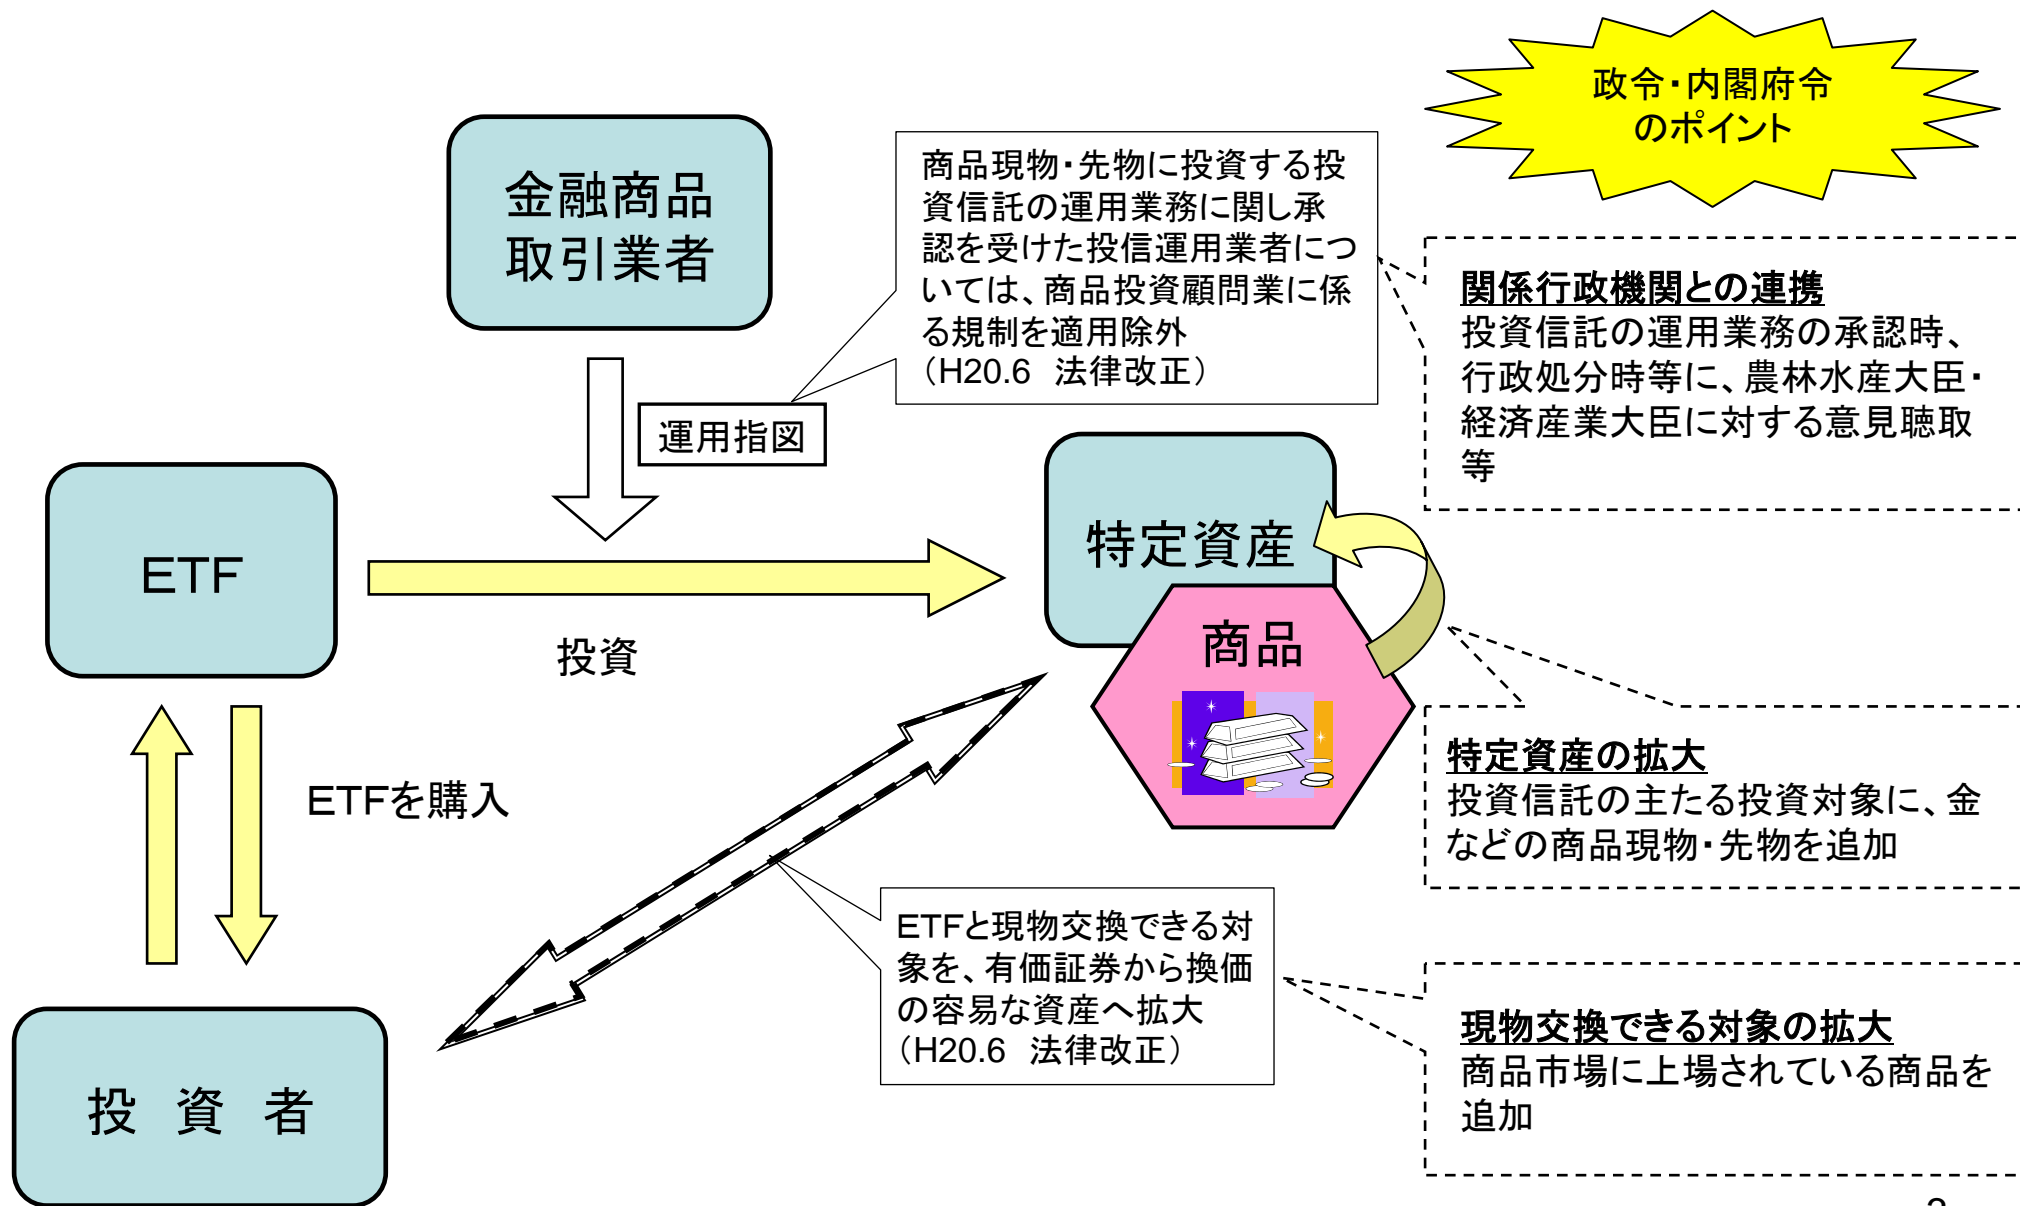 政令・内閣府令
のポイント
金融商品
取引業者
商品現物・先物に投資する投
資信託の運用業務に関し承
認を受けた投信運用業者につ
いては、商品投資顧問業に係
る規制を適用除外
（H20.6　法律改正）
関係行政機関との連携
投資信託の運用業務の承認時、
行政処分時等に、農林水産大臣・
経済産業大臣に対する意見聴取
等
運用指図
ETF
特定資産
投資
商品
ETFを購入
特定資産の拡大
投資信託の主たる投資対象に、金
などの商品現物・先物を追加
ETFと現物交換できる対
象を、有価証券から換価
の容易な資産へ拡大
（H20.6　法律改正）
現物交換できる対象の拡大
商品市場に上場されている商品を
追加
投　資　者